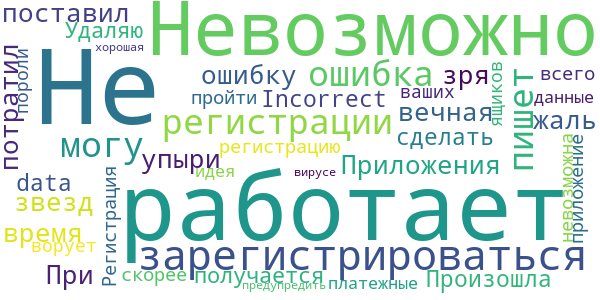 поставил
Удаляю
хорошая
Невозможно
Не
потратил
пороли
ошибку
ошибка
зря
пишет
ящиков
всего
пройти
Incorrect
ваших
данные
вечная
жаль
регистрации
могу
сделать
регистрацию
упыри
идея
Приложения
вирусе
невозможна
приложение
data
звезд
Регистрация
работает
время
ворует
зарегистрироваться
При
скорее
получается
предупредить
платежные
Произошла